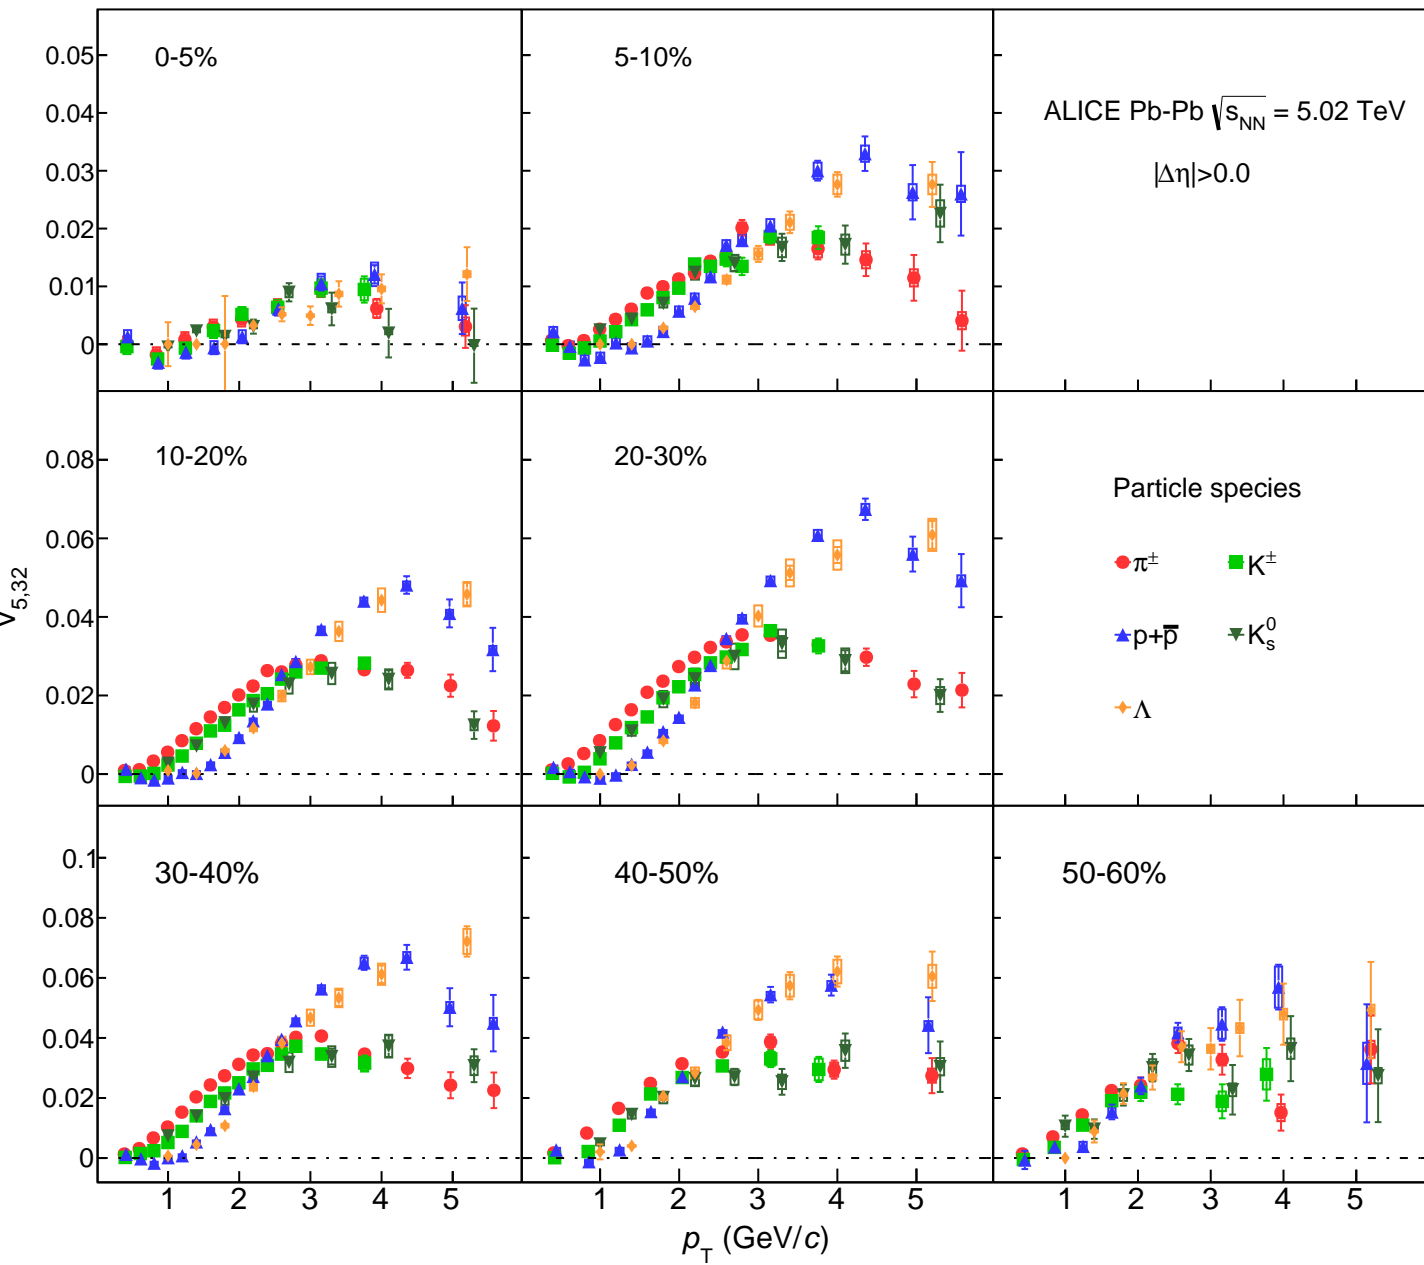 0-5%
5-10%
ALICE Pb-Pb √s_NN = 5.02 TeV
|Δη|>0.0
0.05
0.04
0.03
0.02
0.01
0
10-20%
20-30%
Particle species
π±
K±
p+p̅
K⁰ₛ
Λ
0.08
0.06
0.04
0.02
0
v5,32
30-40%
40-50%
50-60%
0.1
0.08
0.06
0.04
0.02
0
1 2 3 4 5
1 2 3 4 5
1 2 3 4 5
p_T (GeV/c)